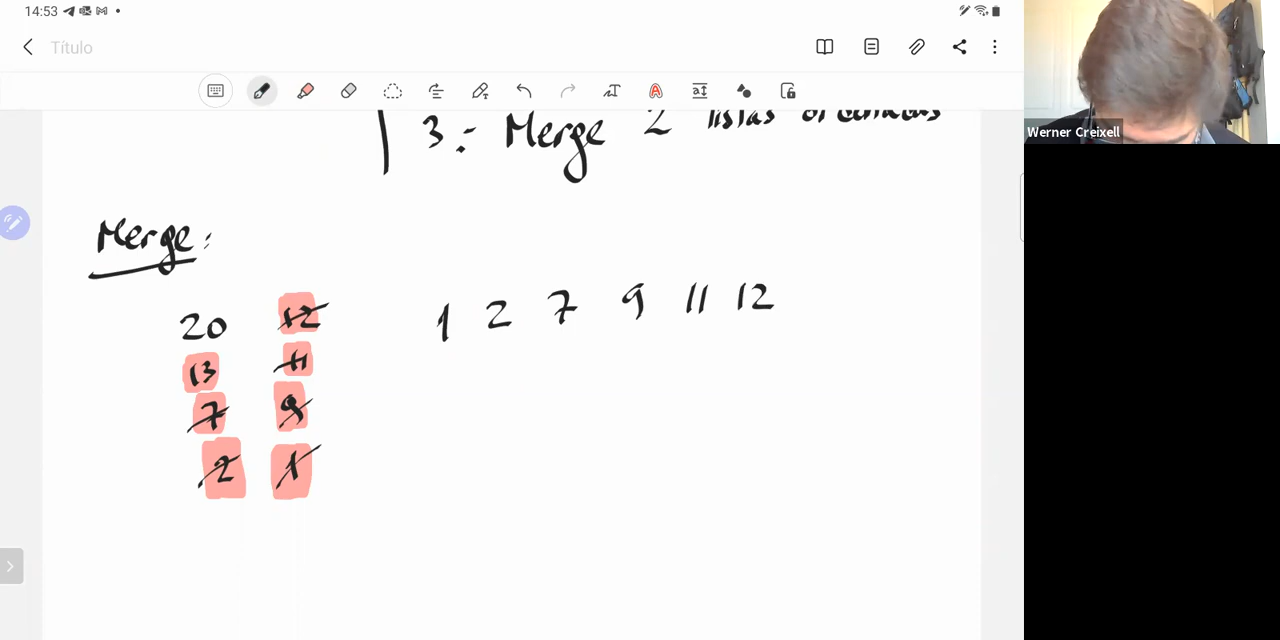 14:53
Título
3.- Merge 2 listas ordenadas
Werner Creixell
Merge:
20 12 1 2 7 9 11 12
13 11
7 9
2 1